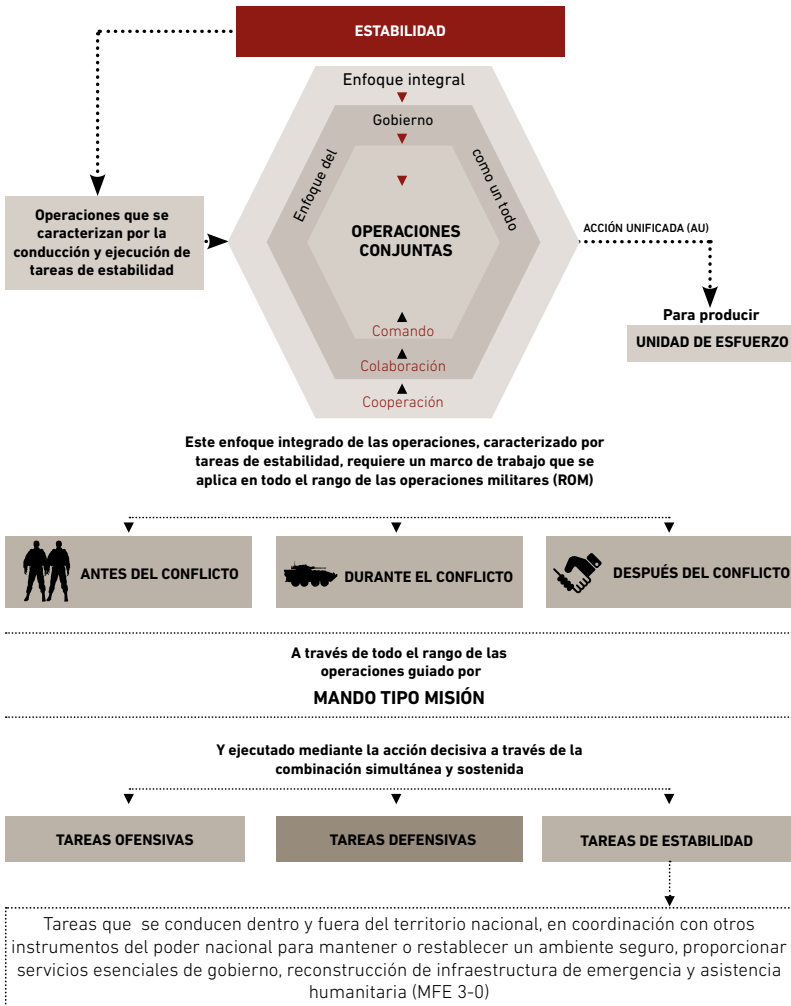 ESTABILIDAD
Enfoque integral
Gobierno
Enfoque del
como un todo
Operaciones que se
caracterizan por la
conducción y ejecución de
tareas de estabilidad
OPERACIONES
CONJUNTAS
ACCIÓN UNIFICADA (AU)
Para producir
UNIDAD DE ESFUERZO
Comando
Colaboración
Cooperación
Este enfoque integrado de las operaciones, caracterizado por
tareas de estabilidad, requiere un marco de trabajo que se
aplica en todo el rango de las operaciones militares (ROM)
ANTES DEL CONFLICTO
DURANTE EL CONFLICTO
DESPUÉS DEL CONFLICTO
A través de todo el rango de las
operaciones guiado por
MANDO TIPO MISIÓN
Y ejecutado mediante la acción decisiva a través de la
combinación simultánea y sostenida
TAREAS OFENSIVAS
TAREAS DEFENSIVAS
TAREAS DE ESTABILIDAD
Tareas que se conducen dentro y fuera del territorio nacional, en coordinación con otros
instrumentos del poder nacional para mantener o restablecer un ambiente seguro, proporcionar
servicios esenciales de gobierno, reconstrucción de infraestructura de emergencia y asistencia
humanitaria (MFE 3-0)